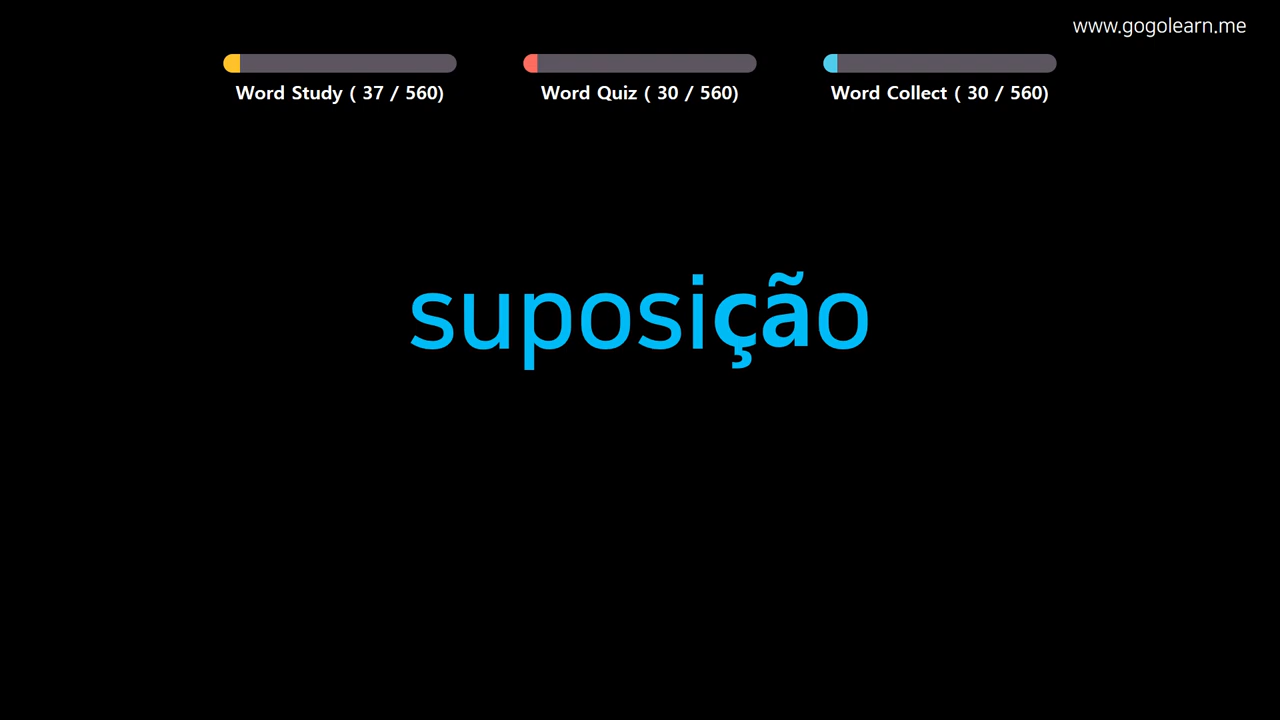 www.gogolearn.me
Word Study ( 37 / 560)
Word Quiz ( 30 / 560)
Word Collect ( 30 / 560)
suposição